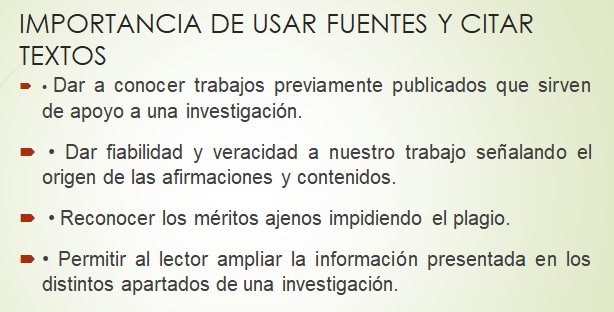 IMPORTANCIA DE USAR FUENTES Y CITAR
TEXTOS
• Dar a conocer trabajos previamente publicados que sirven
de apoyo a una investigación.
• Dar fiabilidad y veracidad a nuestro trabajo señalando el
origen de las afirmaciones y contenidos.
• Reconocer los méritos ajenos impidiendo el plagio.
• Permitir al lector ampliar la información presentada en los
distintos apartados de una investigación.